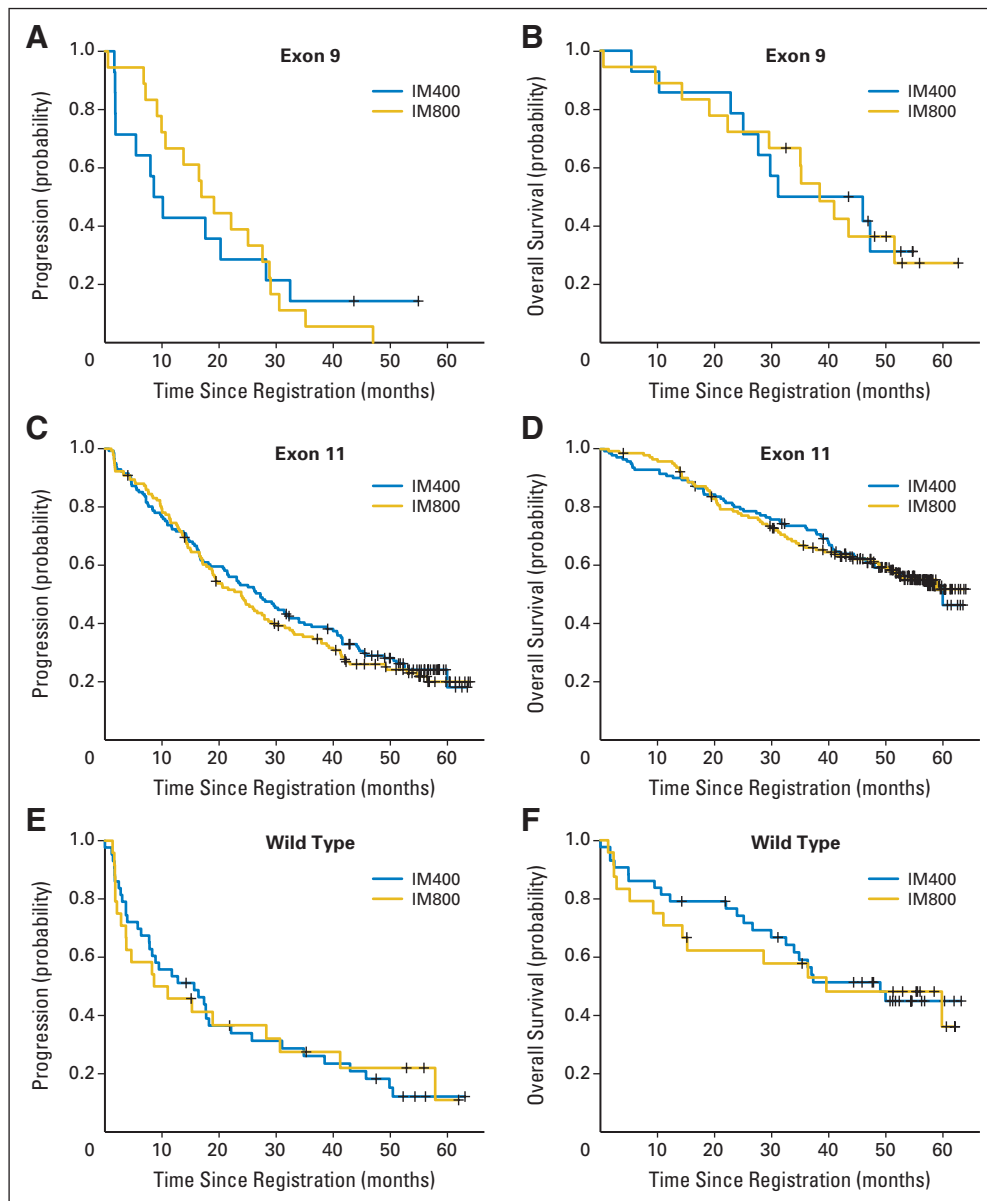 A
Exon 9
Progression (probability)
1.0
0.8
0.6
0.4
0.2
IM400
IM800
0 10 20 30 40 50 60
Time Since Registration (months)
B
Exon 9
Overall Survival (probability)
1.0
0.8
0.6
0.4
0.2
IM400
IM800
0 10 20 30 40 50 60
Time Since Registration (months)
C
Exon 11
Progression (probability)
1.0
0.8
0.6
0.4
0.2
IM400
IM800
0 10 20 30 40 50 60
Time Since Registration (months)
D
Exon 11
Overall Survival (probability)
1.0
0.8
0.6
0.4
0.2
IM400
IM800
0 10 20 30 40 50 60
Time Since Registration (months)
E
Wild Type
Progression (probability)
1.0
0.8
0.6
0.4
0.2
IM400
IM800
0 10 20 30 40 50 60
Time Since Registration (months)
F
Wild Type
Overall Survival (probability)
1.0
0.8
0.6
0.4
0.2
IM400
IM800
0 10 20 30 40 50 60
Time Since Registration (months)